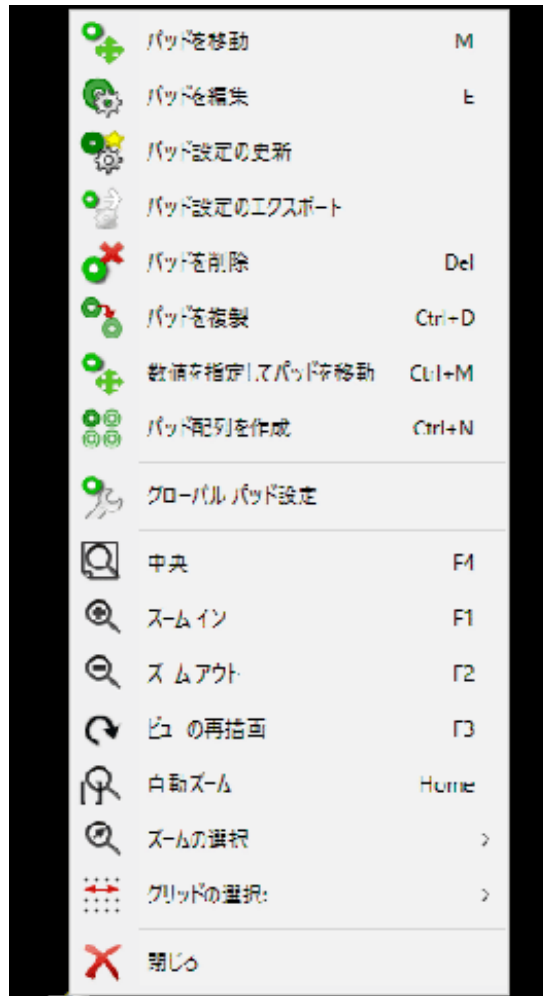 パッドを移動 M
パッドを編集 E
パッド設定の更新
パッド設定のエクスポート
パッドを削除 Del
パッドを複製 Ctrl+D
数値を指定してパッドを移動 Ctrl+M
パッド配列を作成 Ctrl+N
グローバル パッド設定
中央 F4
ズーム イン F1
ズームアウト F2
ビューの再描画 F3
自動ズーム Home
ズームの選択 >
グリッドの選択: >
閉じる